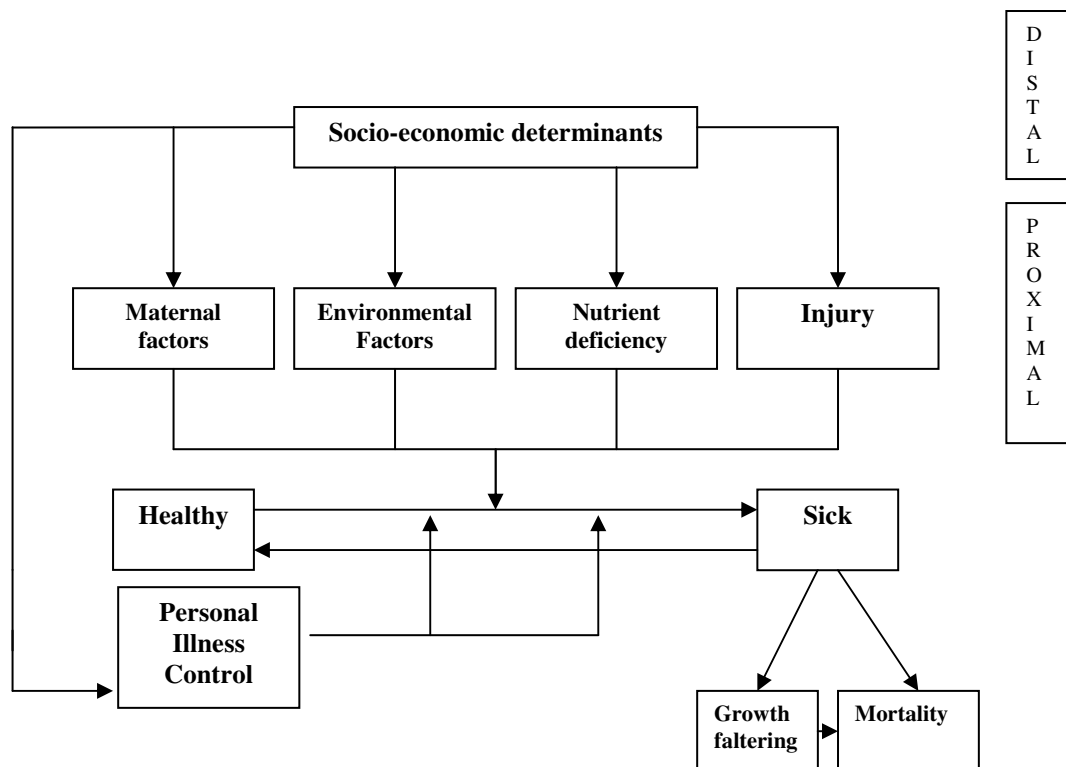 D
I
S
T
A
L
Socio-economic determinants
P
R
O
X
I
M
A
L
Maternal
factors
Environmental
Factors
Nutrient
deficiency
Injury
Healthy
Sick
Personal
Illness
Control
Growth
faltering
Mortality